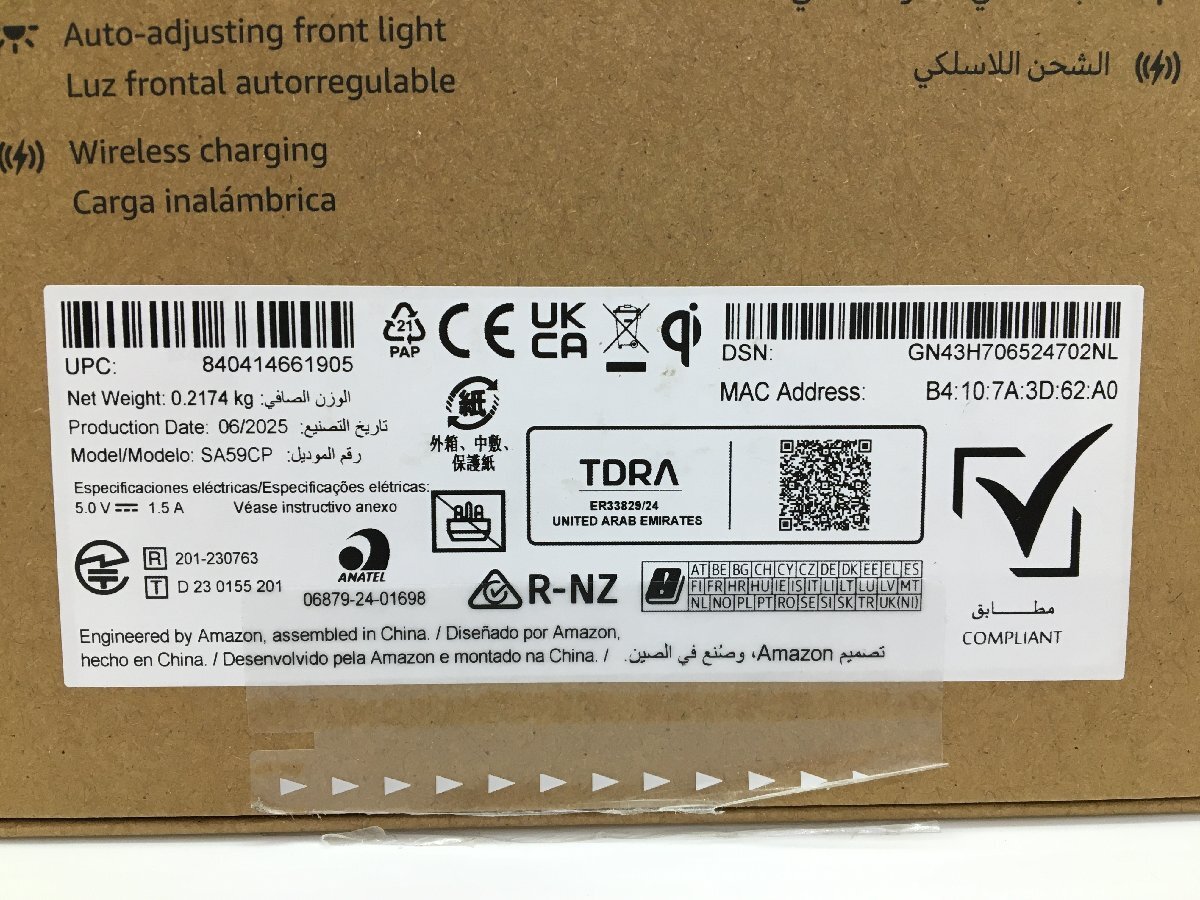 Auto-adjusting front light
Luz frontal autorregulable
Wireless charging
Carga inalámbrica
الشحن اللاسلكي
UPC: 840414661905
21
PAP
CE
UK
CA
qi
DSN: GN43H706524702NL
MAC Address: B4:10:7A:3D:62:A0
Net Weight: 0.2174 kg :الوزن الصافي
Production Date: 06/2025 :تاريخ التصنيع
Model/Modelo: SA59CP :رقم الموديل
紙
外箱、中敷、
保護紙
Especificaciones eléctricas/Especificações elétricas:
5.0 V 1.5 A Véase instructivo anexo
TDRA
ER33829/24
UNITED ARAB EMIRATES
R 201-230763
T D 23 0155 201
ANATEL
06879-24-01698
R-NZ
AT BE BG CH CY CZ DE DK EE EL ES
FI FR HR HU IE IS IT LI LT LU LV MT
NL NO PL PT RO SE SI SK TR UK(NI)
مطابق
COMPLIANT
Engineered by Amazon, assembled in China. / Diseñado por Amazon,
hecho en China. / Desenvolvido pela Amazon e montado na China. / تصميم Amazon، وصُنع في الصين.